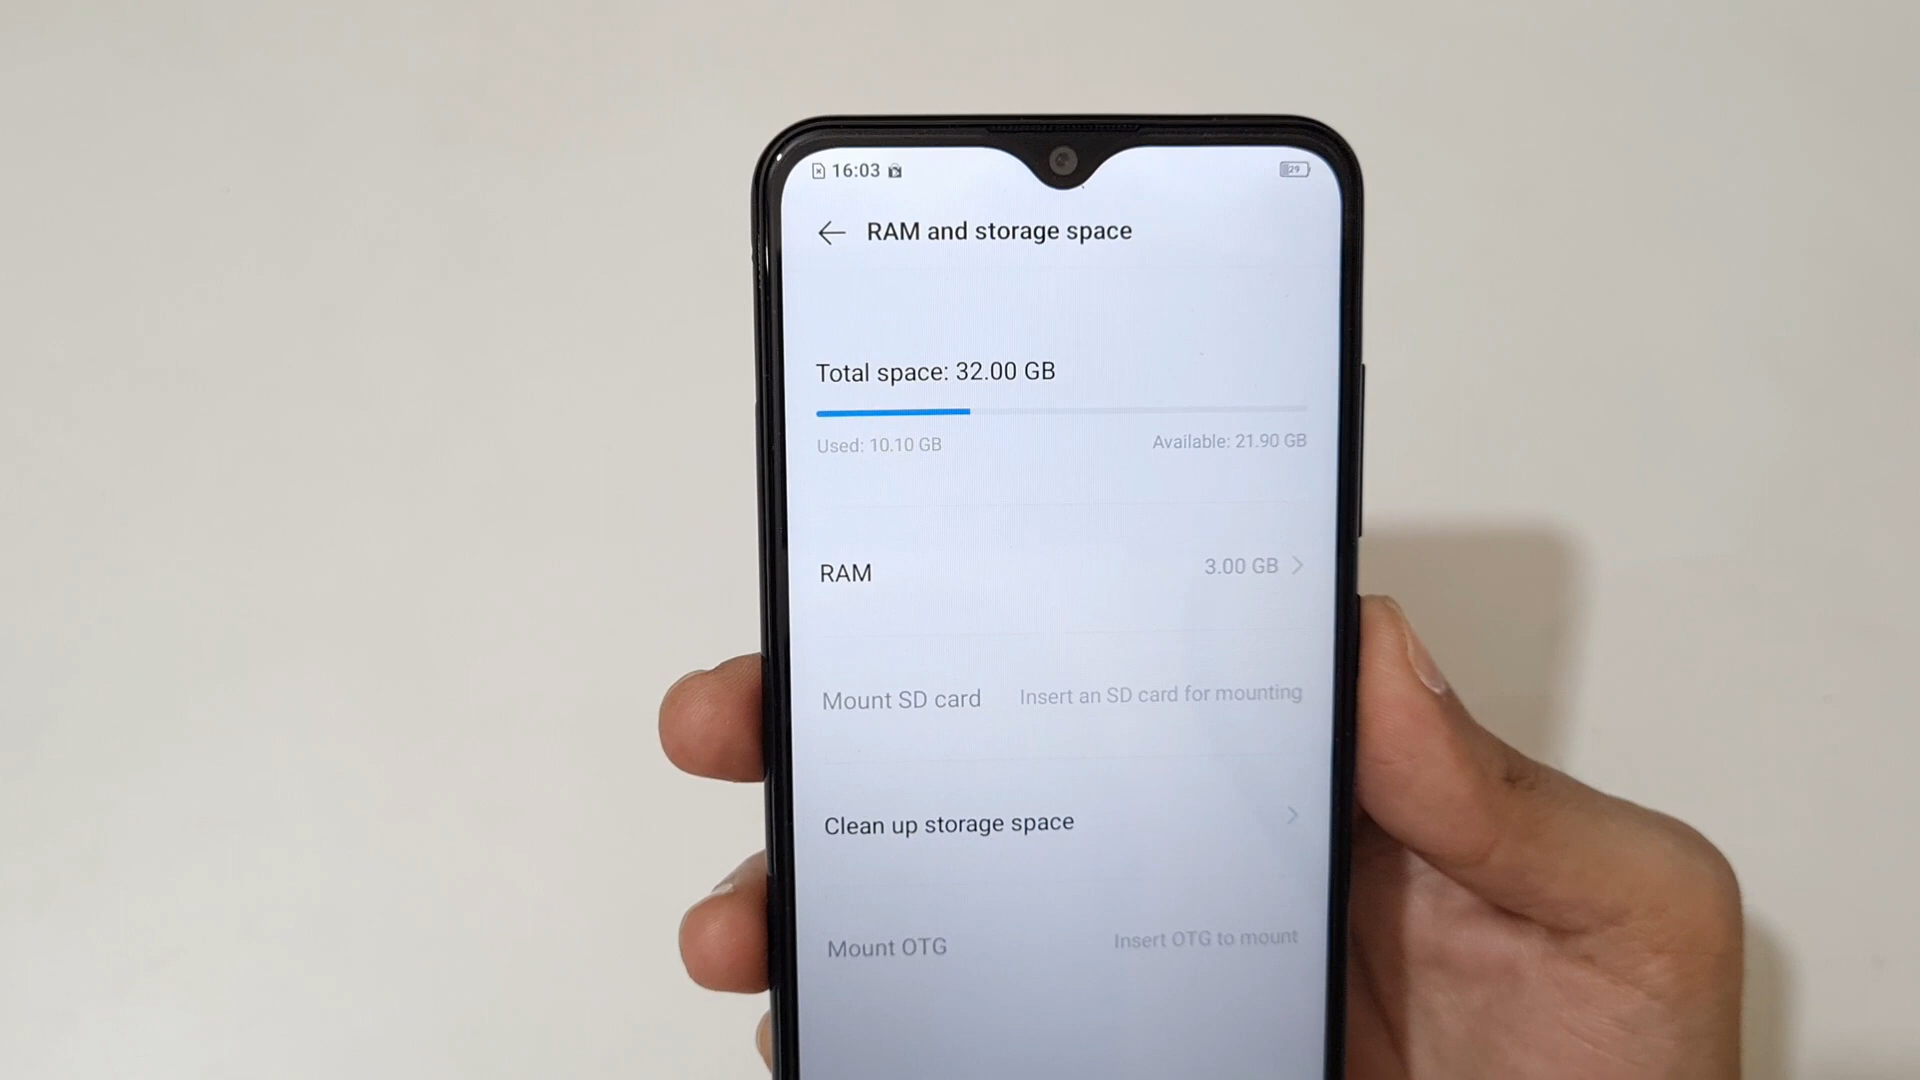 16:03
29
RAM and storage space
Total space: 32.00 GB
Used: 10.10 GB Available: 21.90 GB
RAM 3.00 GB
Mount SD card Insert an SD card for mounting
Clean up storage space
Mount OTG Insert OTG to mount